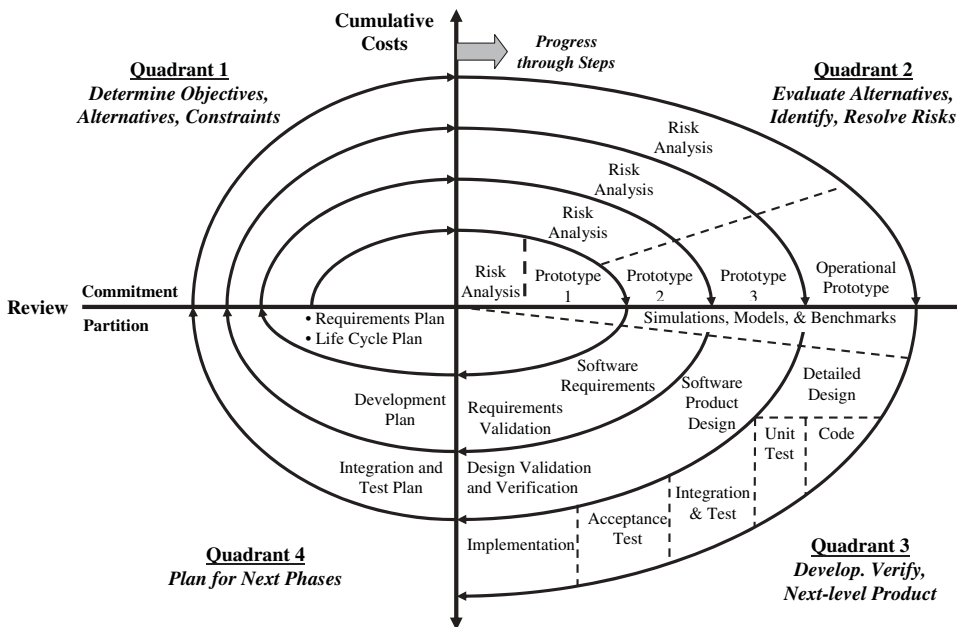 Cumulative
Costs
Progress
through Steps
Quadrant 1
Determine Objectives,
Alternatives, Constraints
Quadrant 2
Evaluate Alternatives,
Identify, Resolve Risks
Risk
Analysis
Risk
Analysis
Risk
Analysis
Risk
Analysis
Prototype
1
Prototype
2
Prototype
3
Operational
Prototype
Review
Commitment
Partition
• Requirements Plan
• Life Cycle Plan
Simulations, Models, & Benchmarks
Development
Plan
Software
Requirements
Requirements
Validation
Software
Product
Design
Detailed
Design
Unit
Test
Code
Integration and
Test Plan
Design Validation
and Verification
Integration
& Test
Acceptance
Test
Implementation
Quadrant 4
Plan for Next Phases
Quadrant 3
Develop. Verify,
Next-level Product